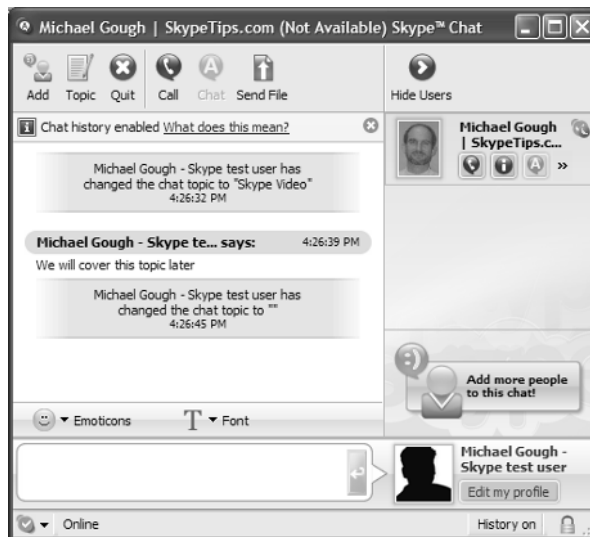 Michael Gough | SkypeTips.com (Not Available) Skype™ Chat
Add Topic Quit Call Chat Send File Hide Users
Chat history enabled What does this mean?
Michael Gough
| SkypeTips.c...
Michael Gough - Skype test user has
changed the chat topic to "Skype Video"
4:26:32 PM
Michael Gough - Skype te... says: 4:26:39 PM
We will cover this topic later
Michael Gough - Skype test user has
changed the chat topic to ""
4:26:45 PM
Add more people
to this chat!
Emoticons T Font
Michael Gough -
Skype test user
Edit my profile
Online History on